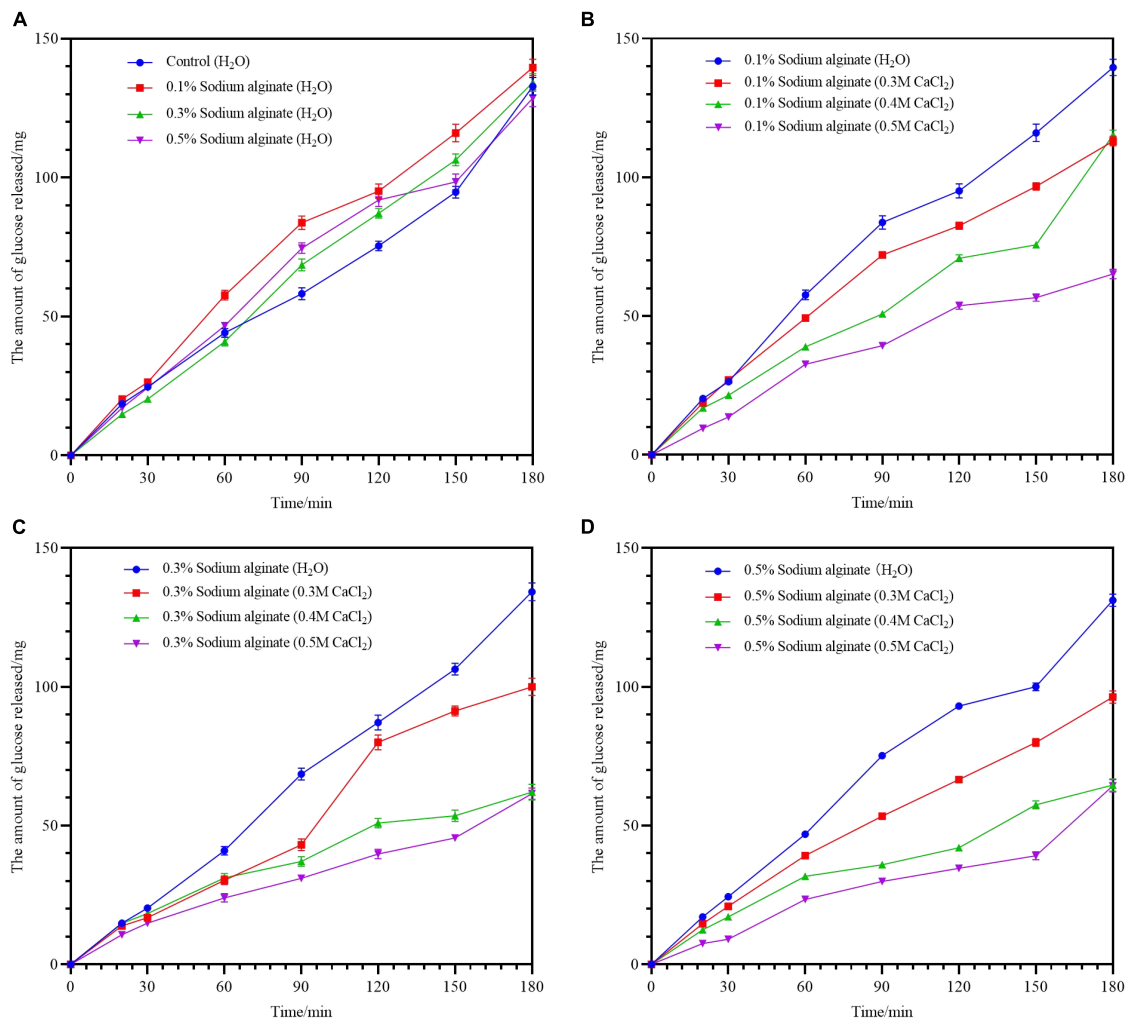 A
The amount of glucose released/mg
150
100
50
0
Control (H₂O)
0.1% Sodium alginate (H₂O)
0.3% Sodium alginate (H₂O)
0.5% Sodium alginate (H₂O)
0 30 60 90 120 150 180
Time/min
B
The amount of glucose released/mg
150
100
50
0
0.1% Sodium alginate (H₂O)
0.1% Sodium alginate (0.3M CaCl₂)
0.1% Sodium alginate (0.4M CaCl₂)
0.1% Sodium alginate (0.5M CaCl₂)
0 30 60 90 120 150 180
Time/min
C
The amount of glucose released/mg
150
100
50
0
0.3% Sodium alginate (H₂O)
0.3% Sodium alginate (0.3M CaCl₂)
0.3% Sodium alginate (0.4M CaCl₂)
0.3% Sodium alginate (0.5M CaCl₂)
0 30 60 90 120 150 180
Time/min
D
The amount of glucose released/mg
150
100
50
0
0.5% Sodium alginate (H₂O)
0.5% Sodium alginate (0.3M CaCl₂)
0.5% Sodium alginate (0.4M CaCl₂)
0.5% Sodium alginate (0.5M CaCl₂)
0 30 60 90 120 150 180
Time/min